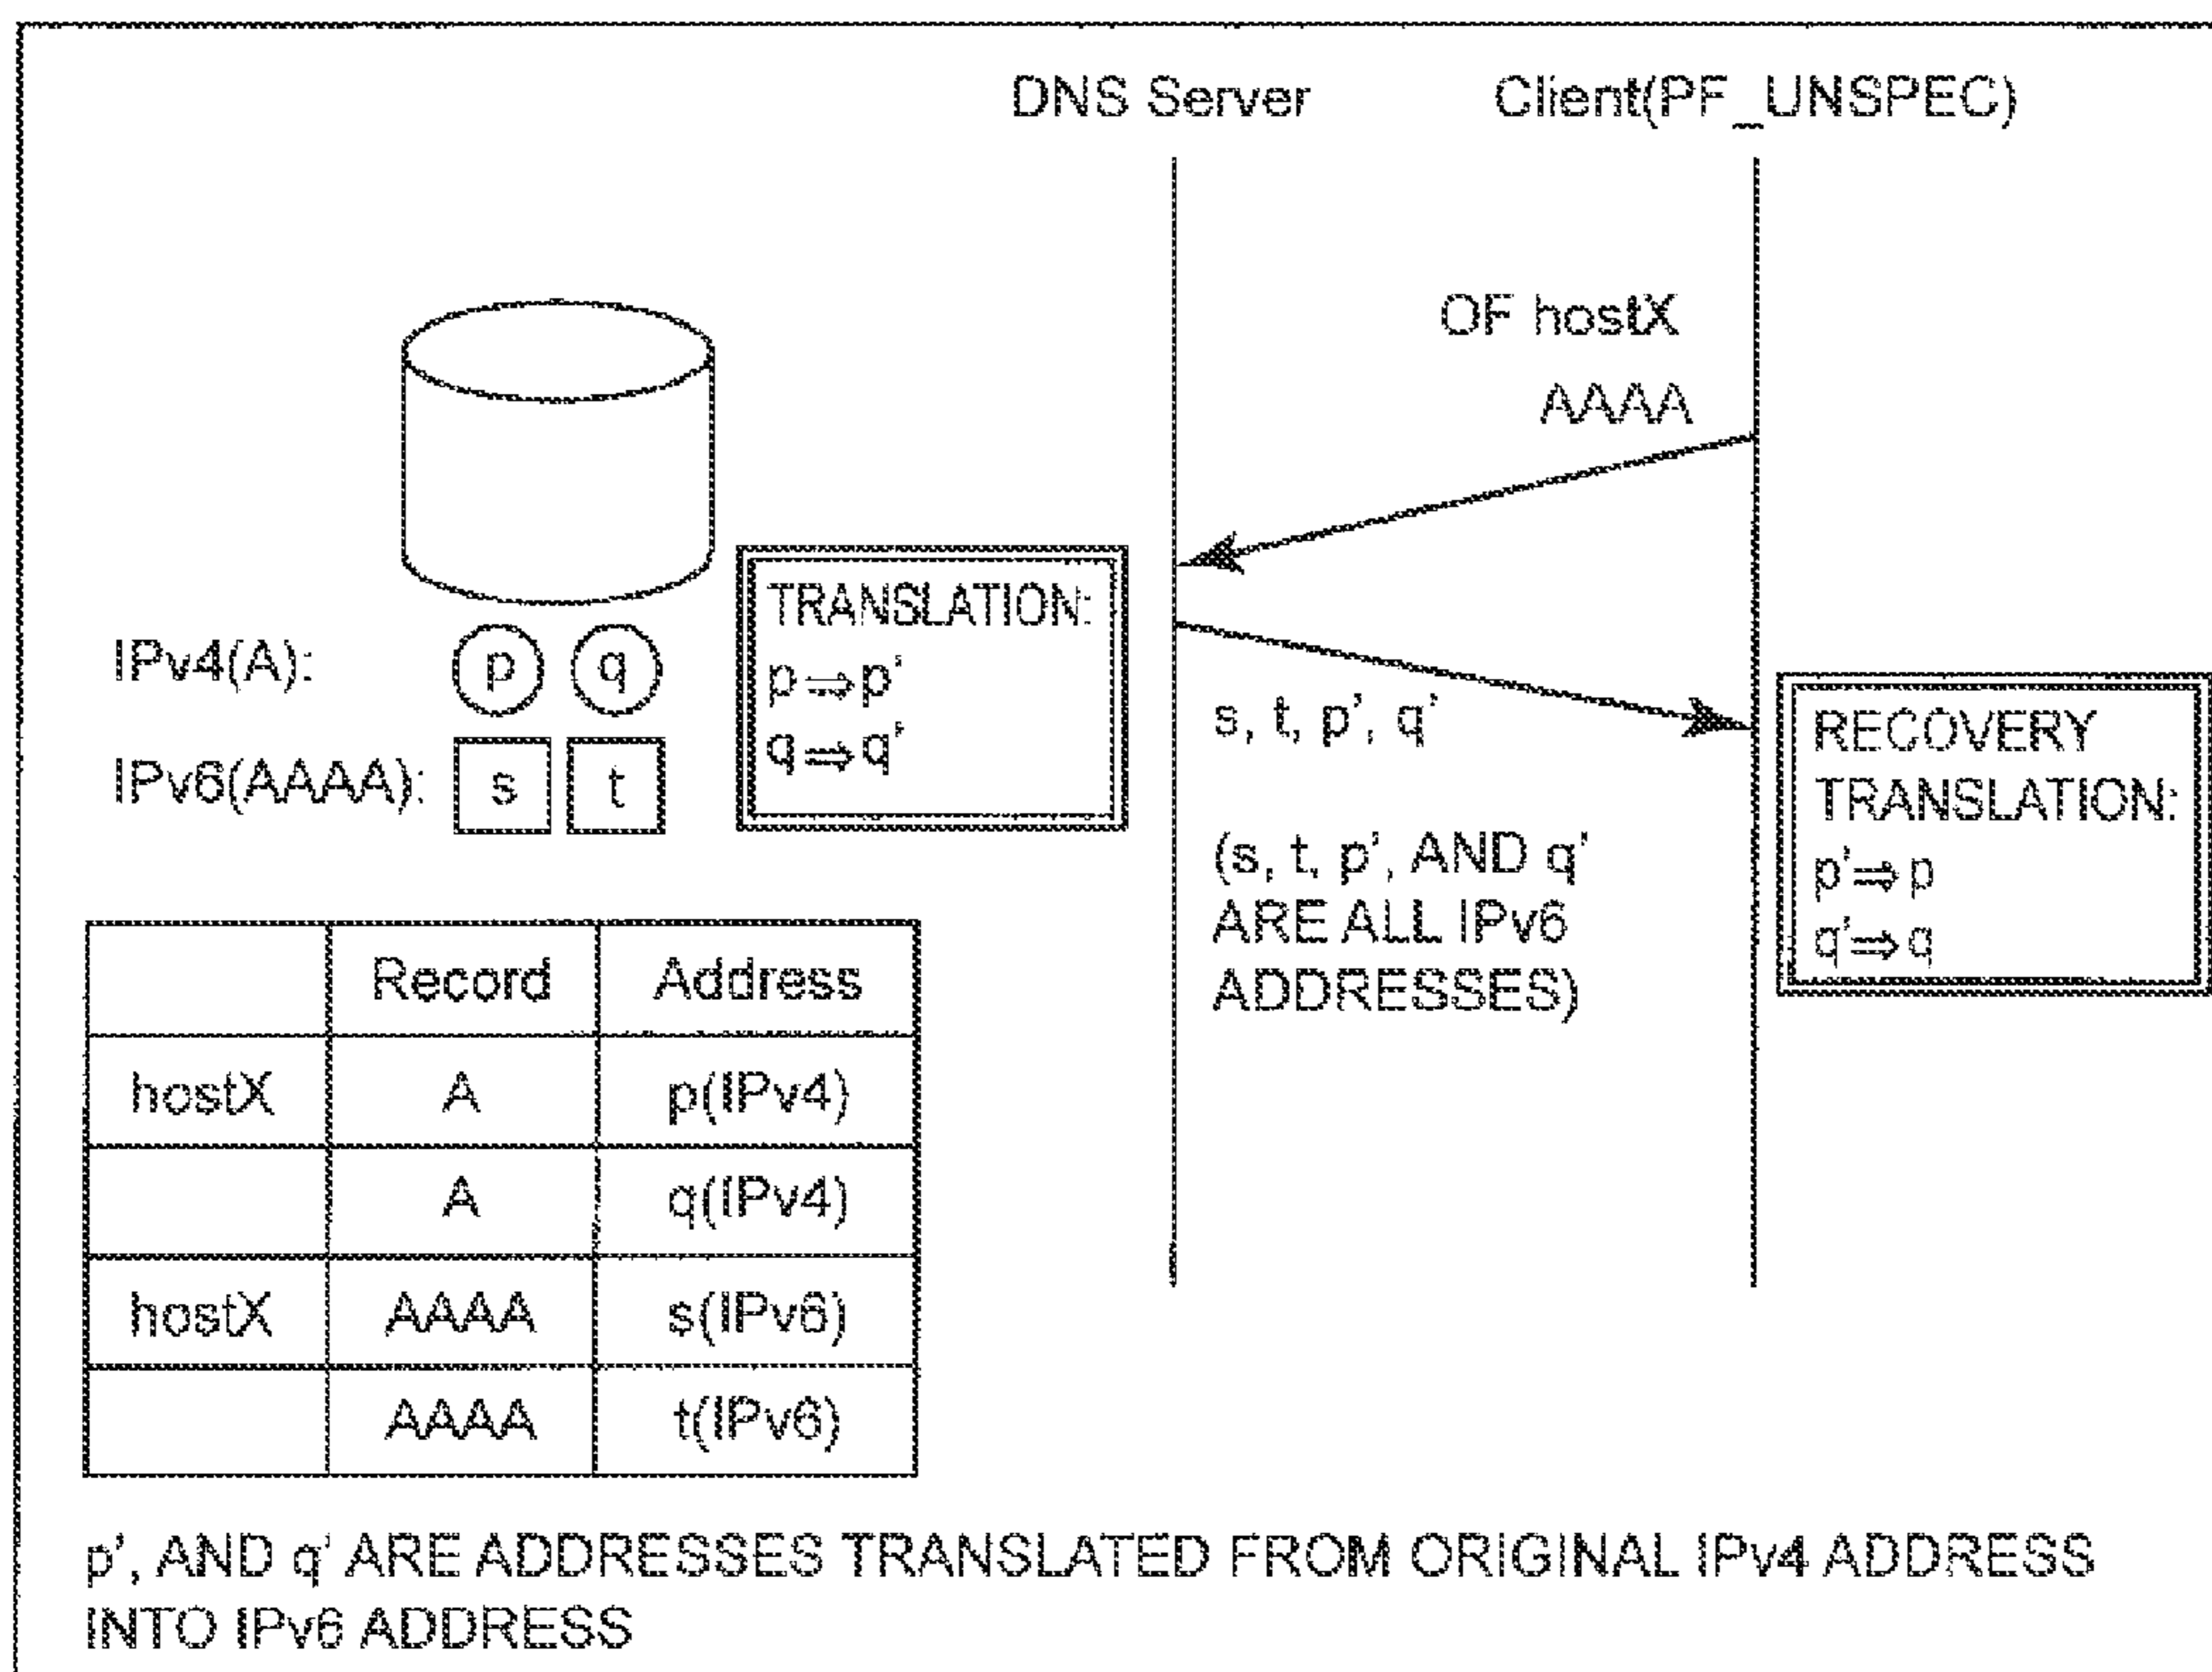 DNS Server
Client(PF_UNSPEC)
OF hostX
AAAA
TRANSLATION:
p⇒p’
q⇒q’
IPv4(A): p q
IPv6(AAAA): s t
s, t, p’, q’
(s, t, p’, AND q’
ARE ALL IPv6
ADDRESSES)
RECOVERY
TRANSLATION:
p’⇒p
q’⇒q
Record Address
hostX A p(IPv4)
A q(IPv4)
hostX AAAA s(IPv6)
AAAA t(IPv6)
p’, AND q’ ARE ADDRESSES TRANSLATED FROM ORIGINAL IPv4 ADDRESS
INTO IPv6 ADDRESS